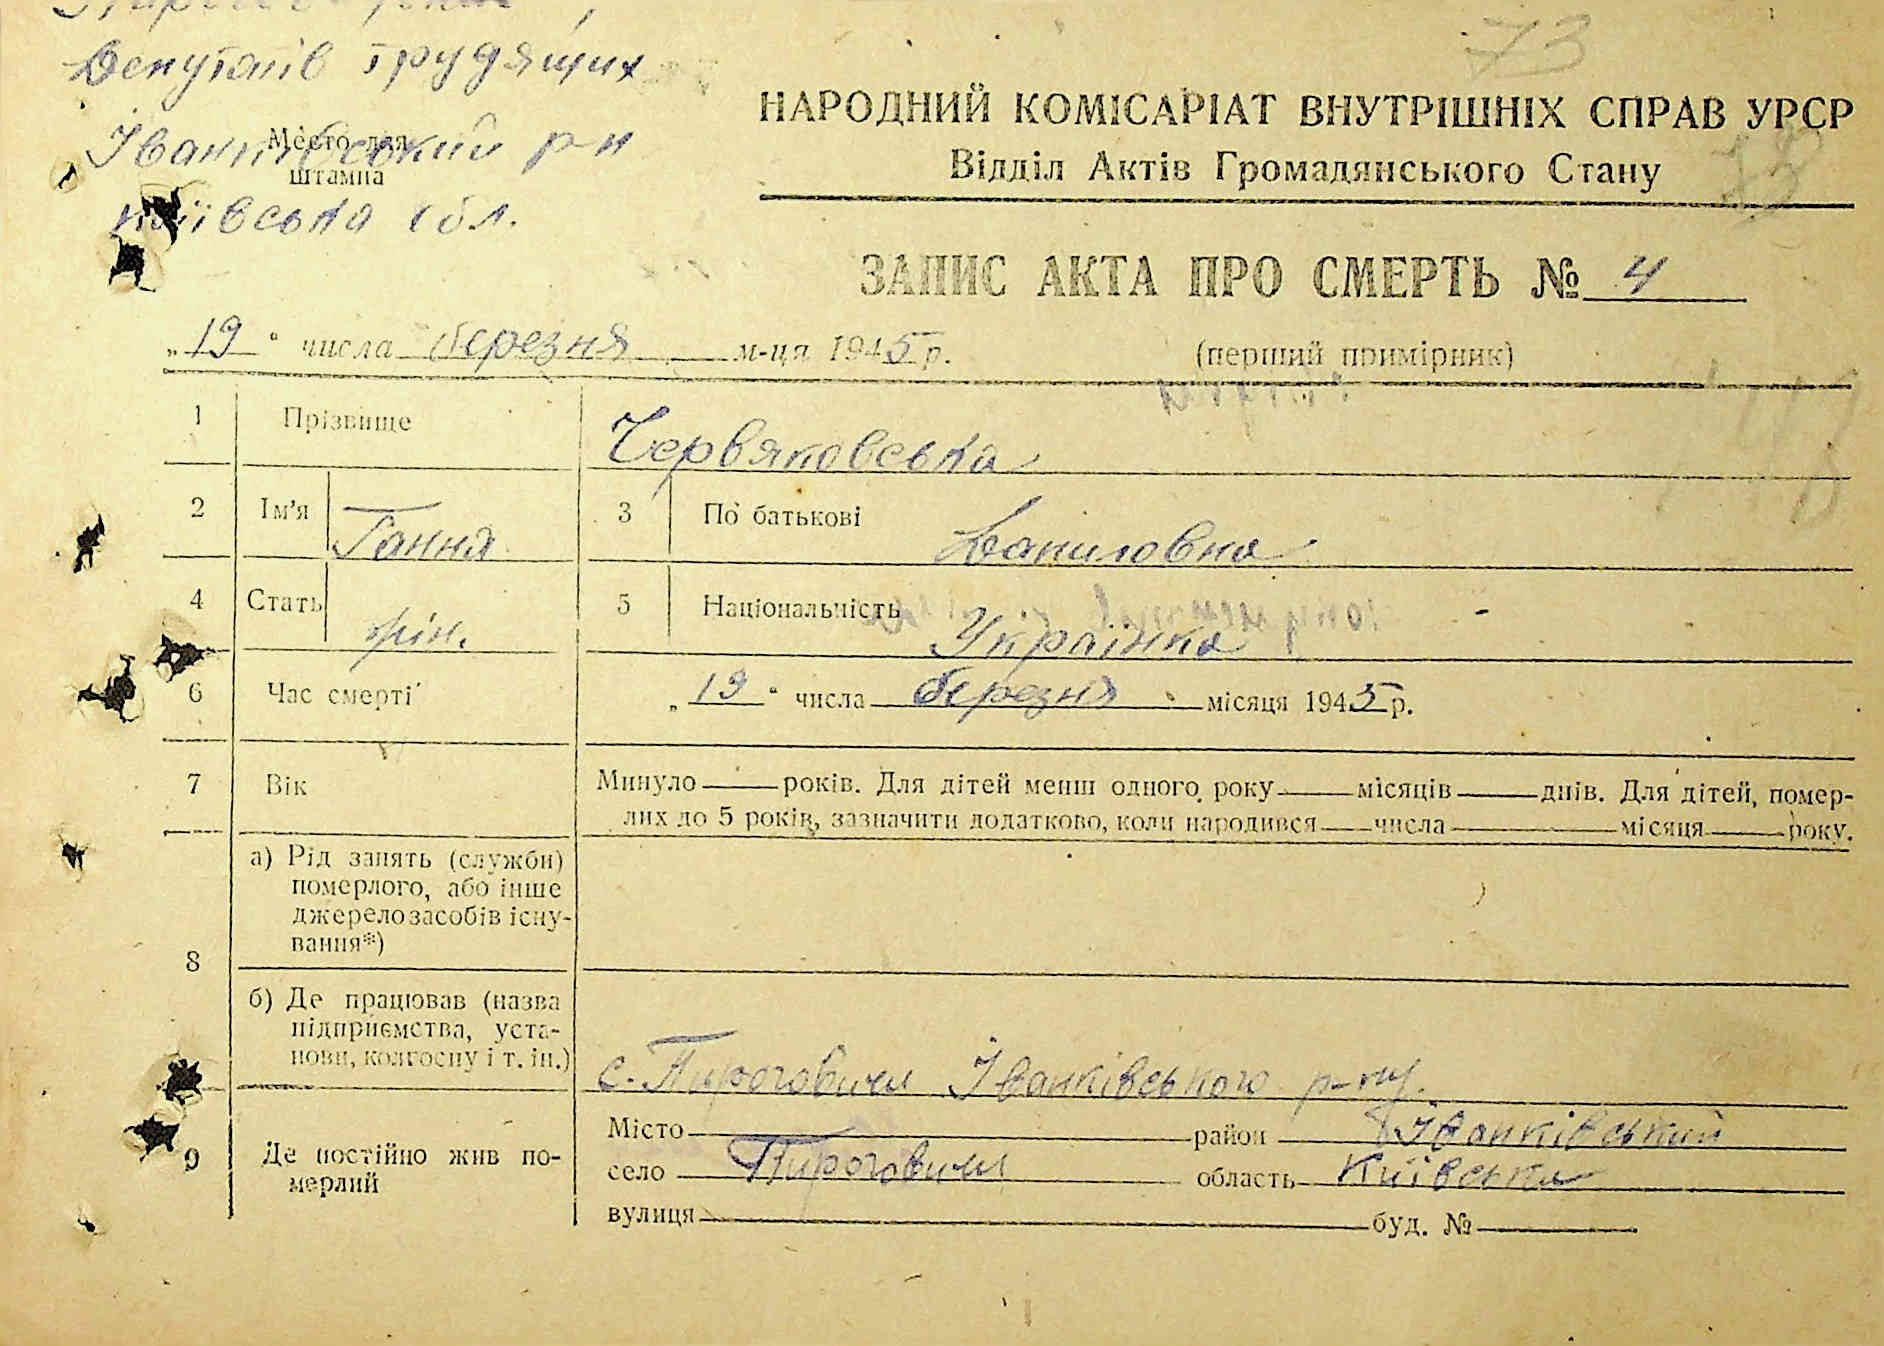 Депутатів трудящих
Іванківський р-н
Место для
штампа
Київська обл.
73
НАРОДНИЙ КОМІСАРІАТ ВНУТРІШНІХ СПРАВ УРСР
Відділ Актів Громадянського Стану
73
ЗАПИС АКТА ПРО СМЕРТЬ № 4
„19“ числа березня м-ця 1945 р.
(перший примірник)
1 Прізвище Червяковська
2 Ім'я Ганна 3 По батькові Даниловна
4 Стать жін. 5 Національність Українка
6 Час смерті „19“ числа березня місяця 1945 р.
7 Вік Минуло — років. Для дітей менш одного року — місяців — днів. Для дітей, помер-
лих до 5 років, зазначити додатково, коли народився — числа — місяця — року.
8 а) Рід занять (служби)
померлого, або інше
джерело засобів існу-
вання*)
б) Де працював (назва
підприємства, уста-
нови, колгоспу і т. ін.)
с. Пироговичи Іванківського р-ну.
9 Де постійно жив по-
мерлий
Місто район Іванківський
село Пироговичи область Київська
вулиця буд. №